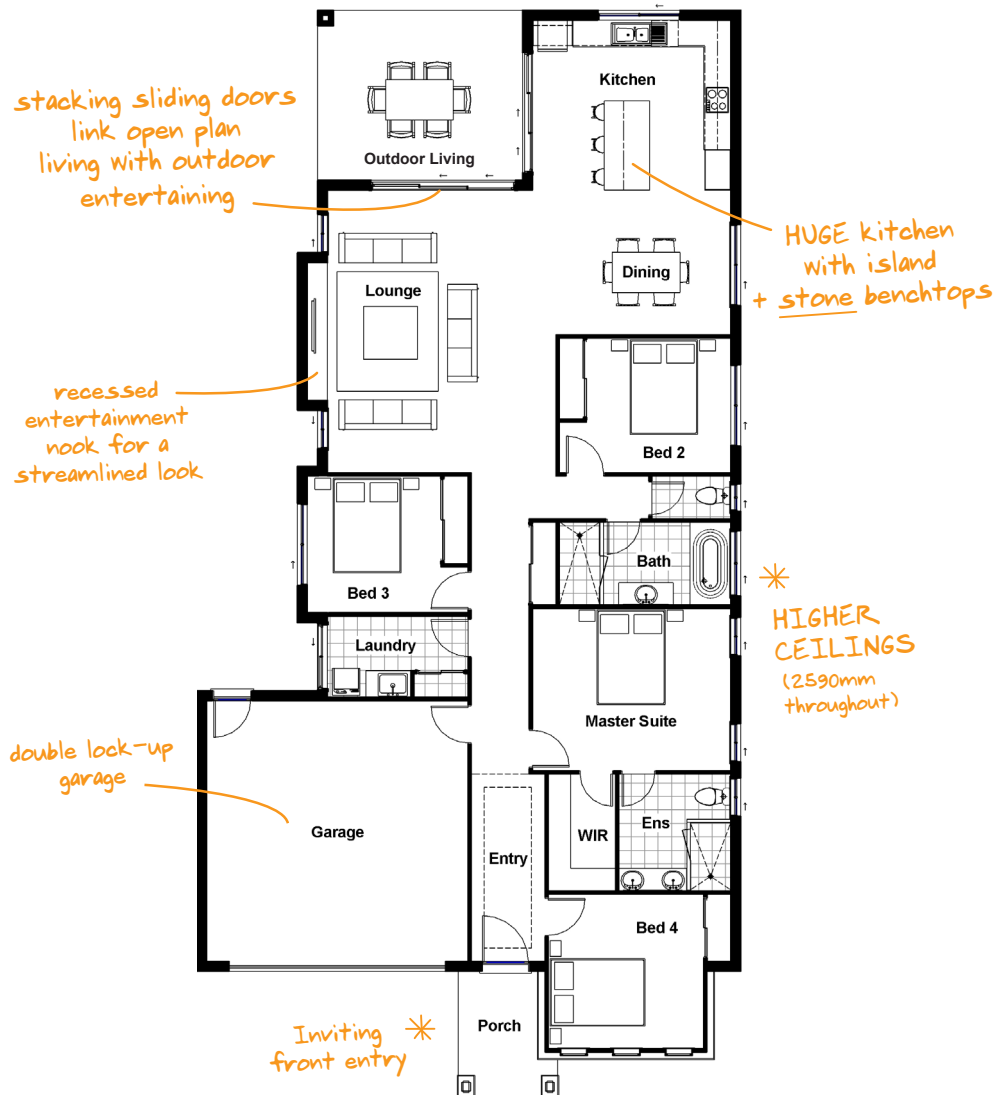 Kitchen
stacking sliding doors
link open plan
living with outdoor
entertaining
Outdoor Living
HUGE kitchen
with island
+ stone benchtops
Dining
Lounge
recessed
entertainment
nook for a
streamlined look
Bed 2
Bath
Bed 3
HIGHER
CEILINGS
(2590mm
throughout)
Laundry
Master Suite
double lock-up
garage
Garage
WIR
Ens
Entry
Bed 4
Porch
Inviting
front entry